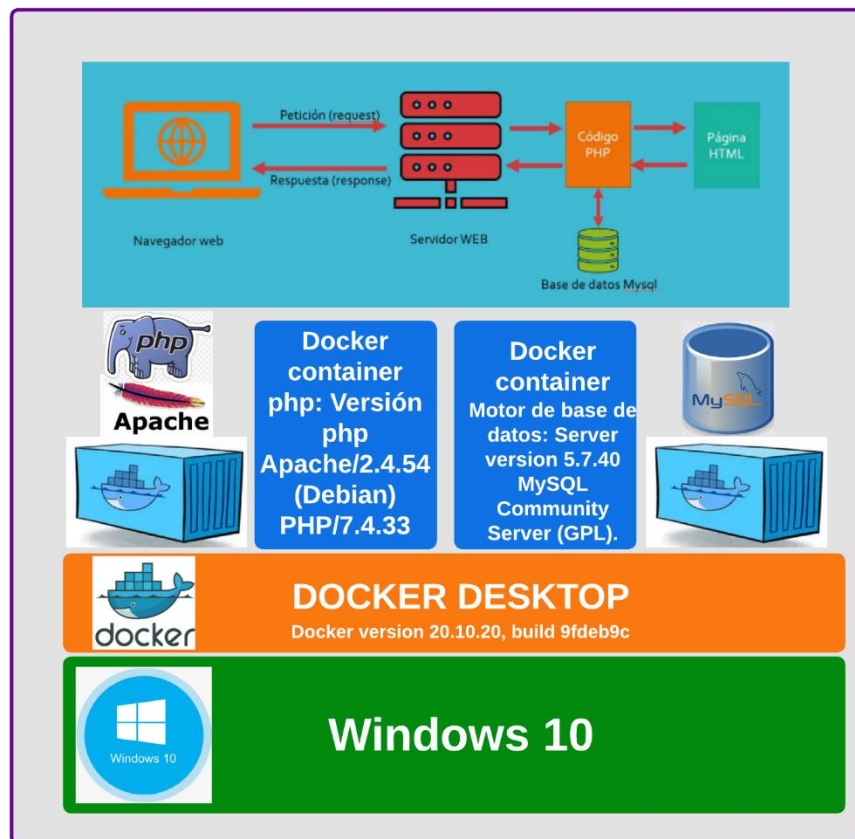 Petición (request)
Respuesta (response)
Código
PHP
Página
HTML
Navegador web
Servidor WEB
Base de datos Mysql
php
Apache
Docker
container
php: Versión
php
Apache/2.4.54
(Debian)
PHP/7.4.33
Docker
container
Motor de base de
datos: Server
version 5.7.40
MySQL
Community
Server (GPL).
MySQL
docker
DOCKER DESKTOP
Docker version 20.10.20, build 9fdeb9c
Windows 10
Windows 10